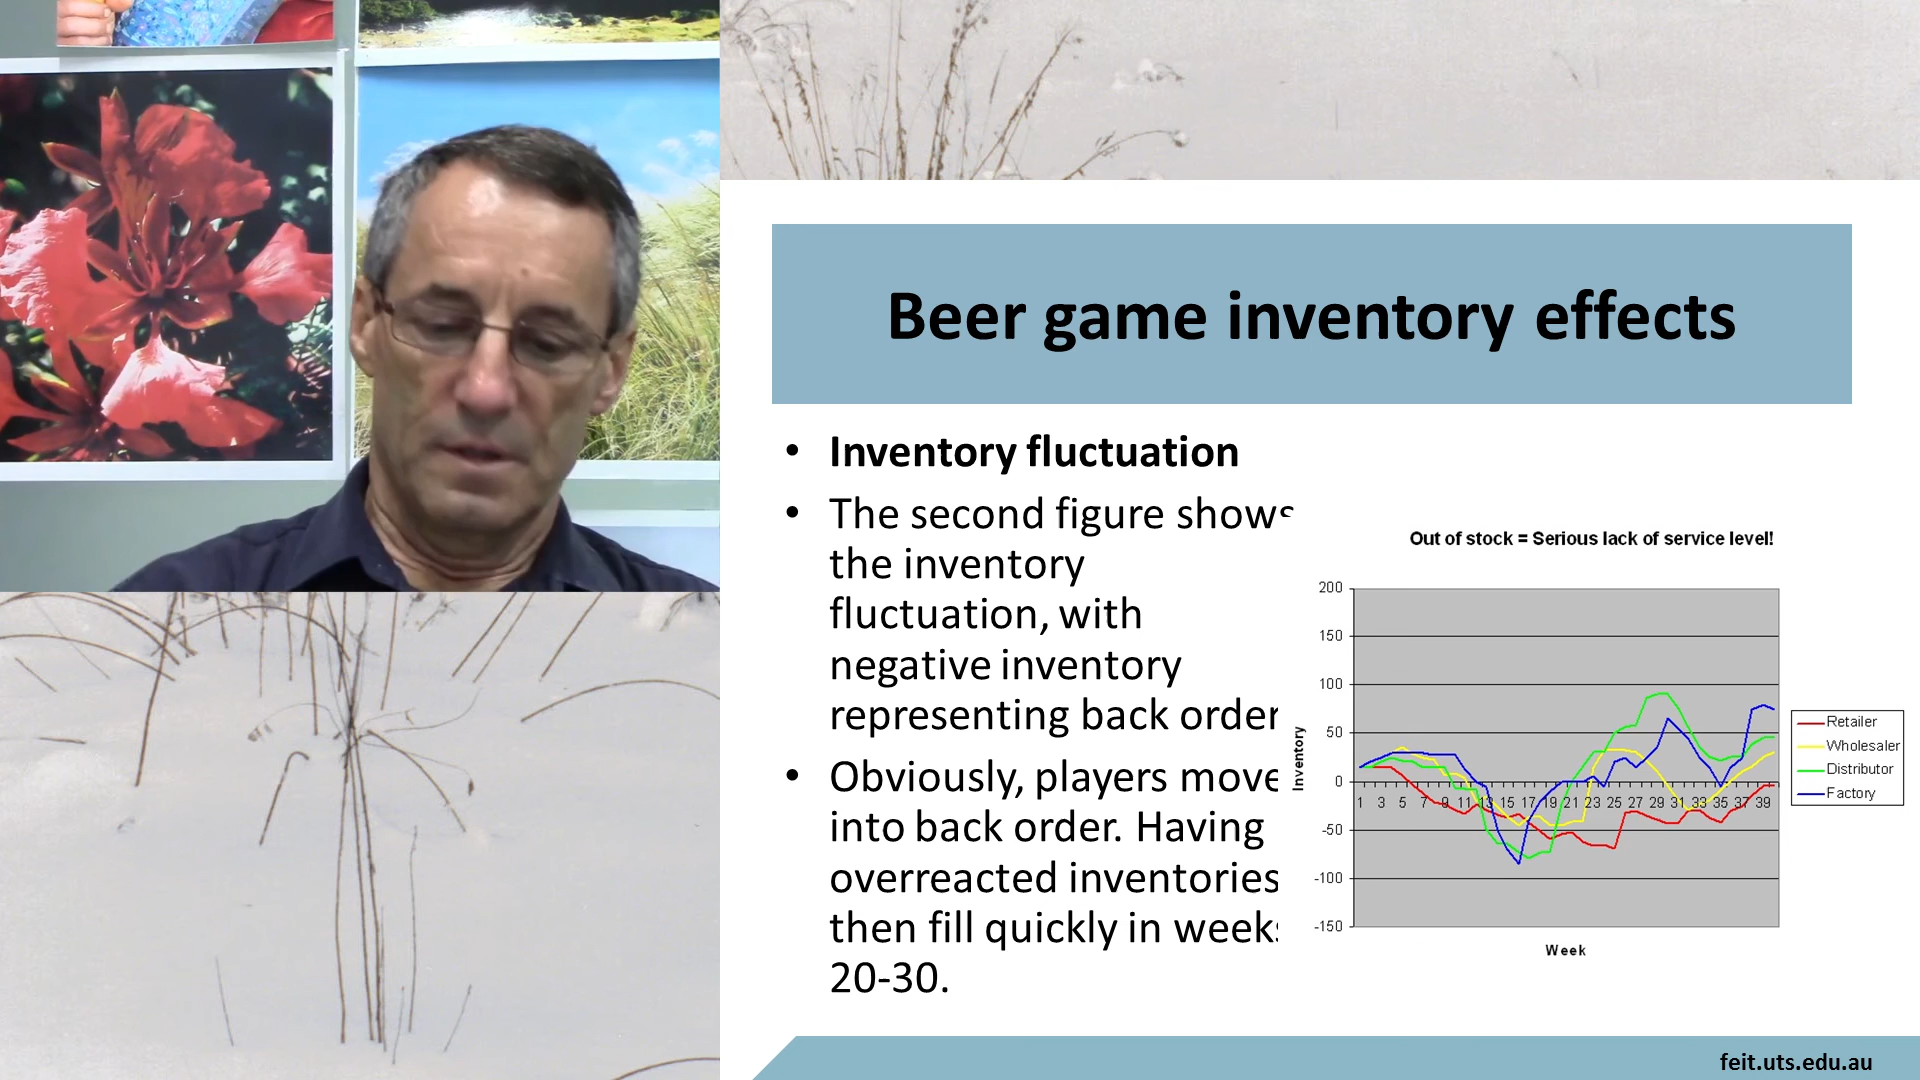 Beer game inventory effects
• Inventory fluctuation
• The second figure shows
the inventory
fluctuation, with
negative inventory
representing back order
• Obviously, players move
into back order. Having
overreacted inventories
then fill quickly in weeks
20-30.
Out of stock = Serious lack of service level!
200
150
100
50
0
-50
-100
-150
Inventory
1 3 5 7 9 11 13 15 17 19 21 23 25 27 29 31 33 35 37 39
Week
Retailer
Wholesaler
Distributor
Factory
feit.uts.edu.au